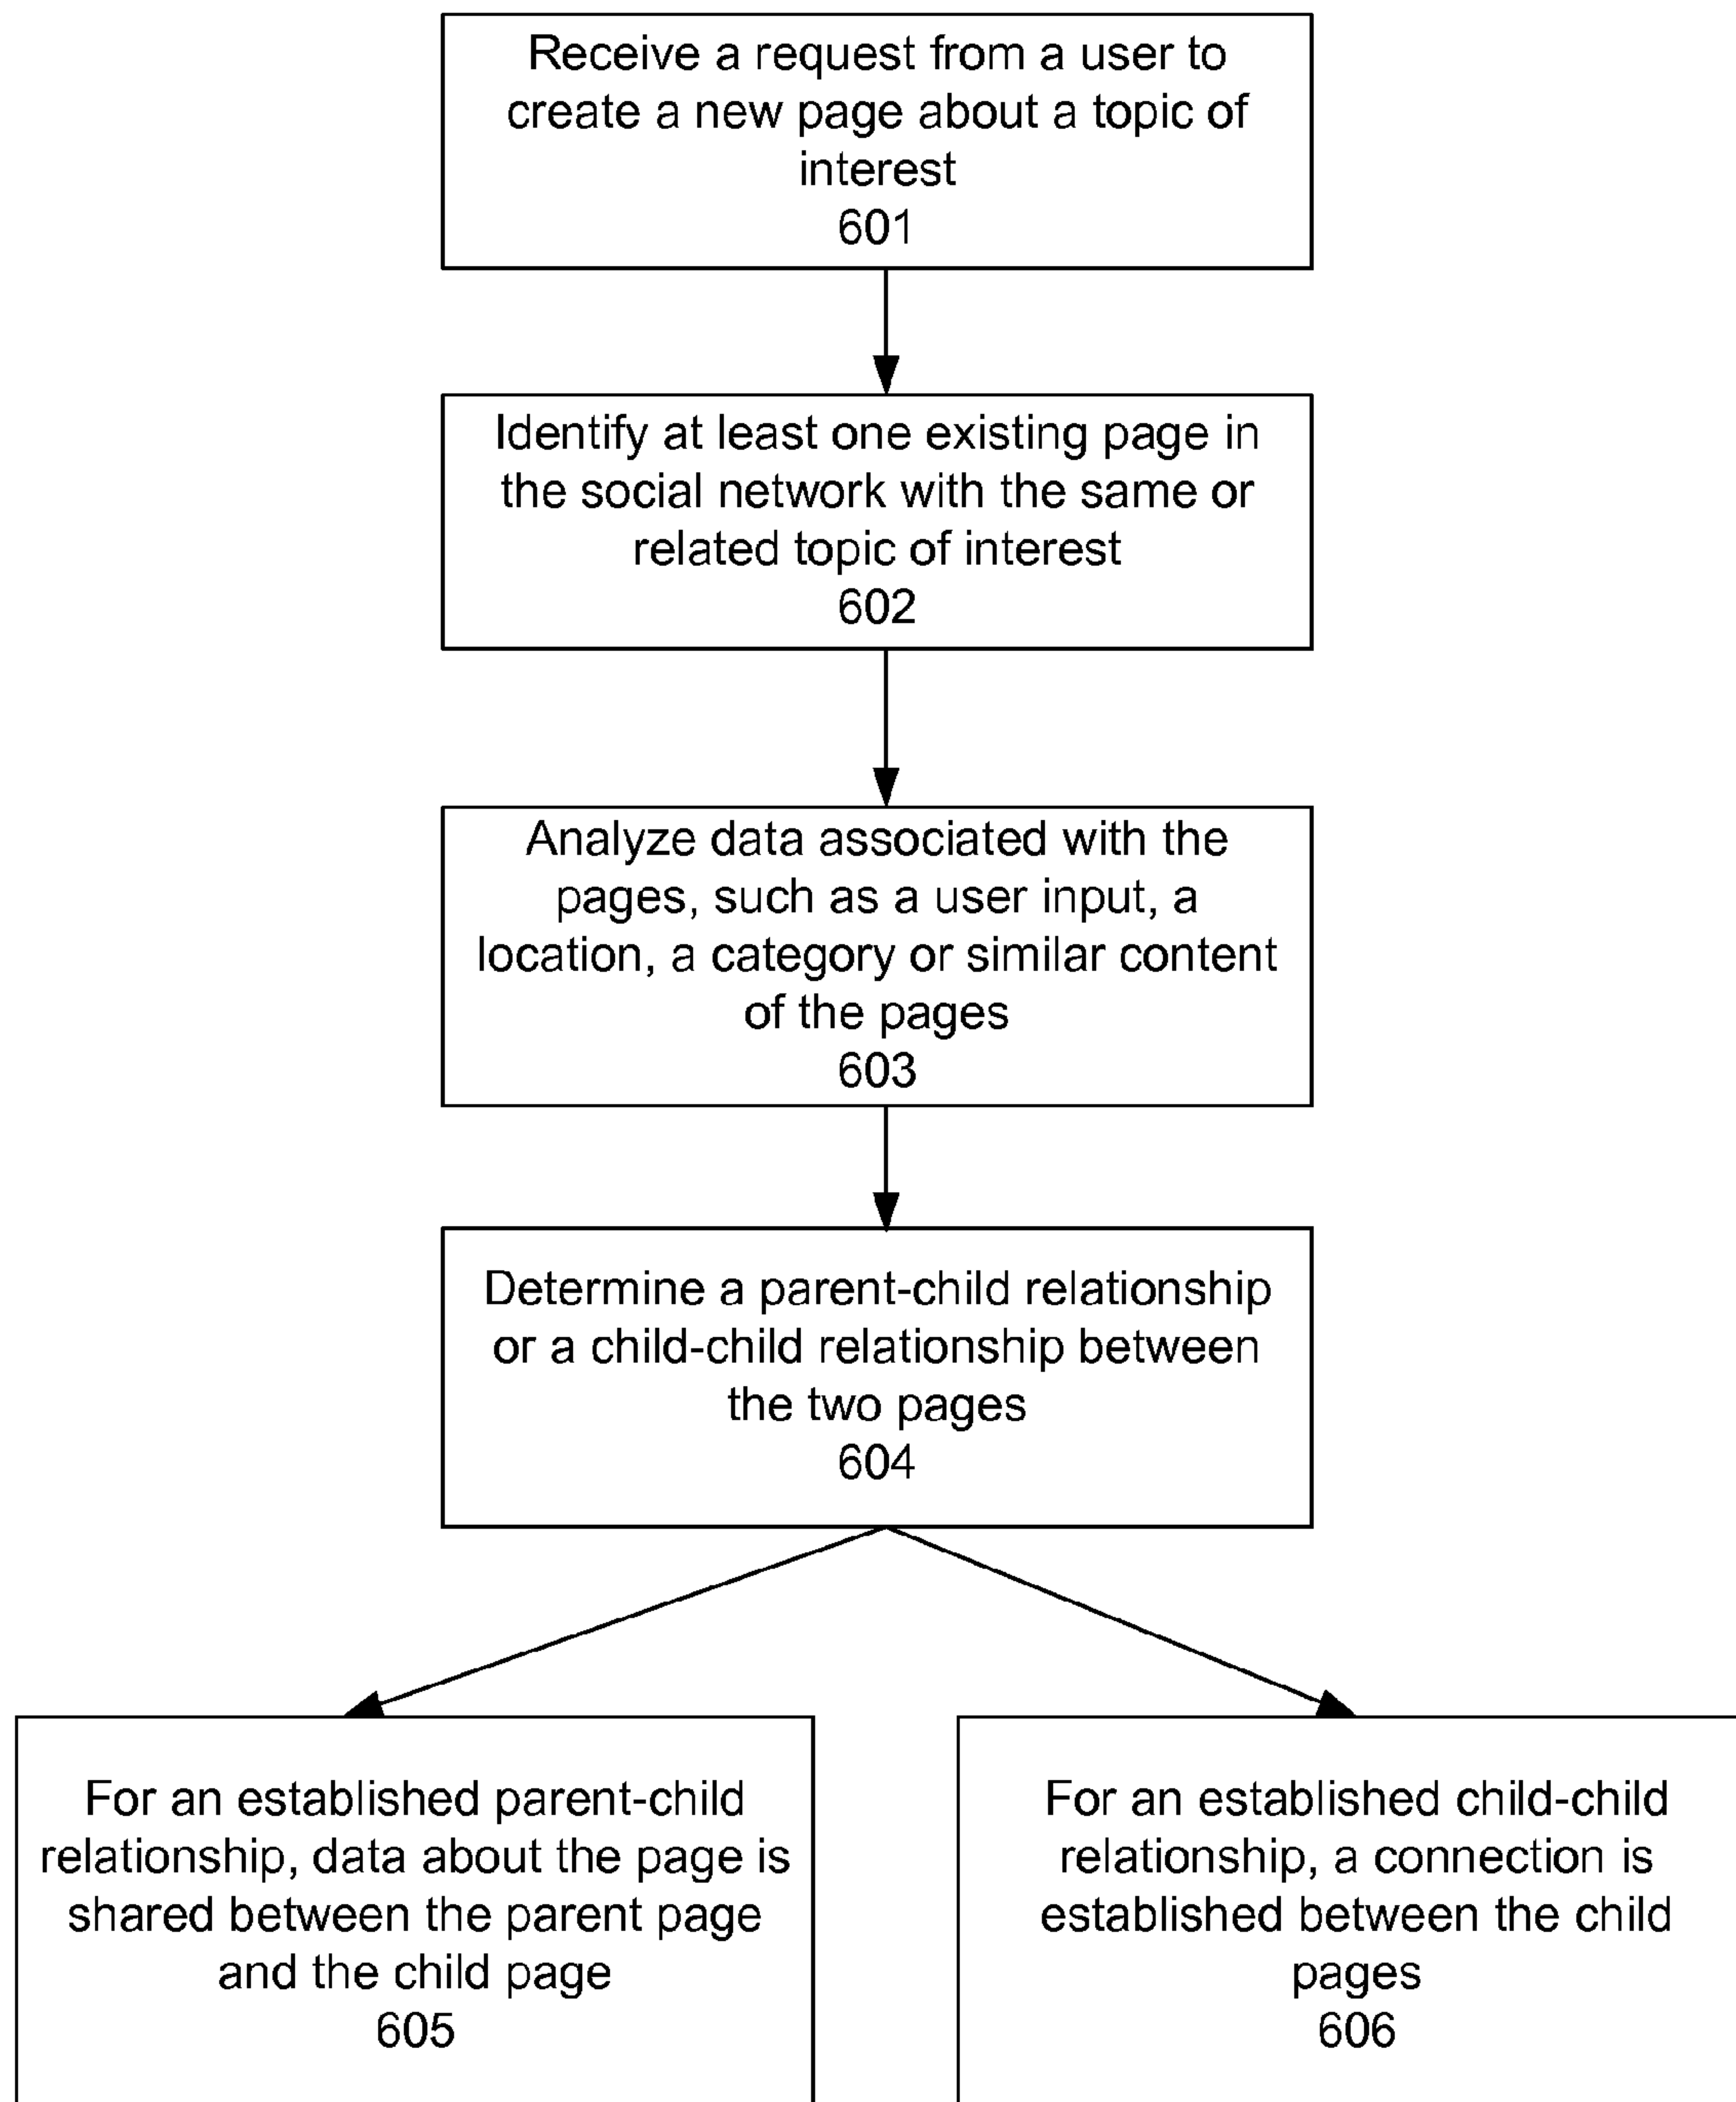 Receive a request from a user to
create a new page about a topic of
interest
601
Identify at least one existing page in
the social network with the same or
related topic of interest
602
Analyze data associated with the
pages, such as a user input, a
location, a category or similar content
of the pages
603
Determine a parent-child relationship
or a child-child relationship between
the two pages
604
For an established parent-child
relationship, data about the page is
shared between the parent page
and the child page
605
For an established child-child
relationship, a connection is
established between the child
pages
606